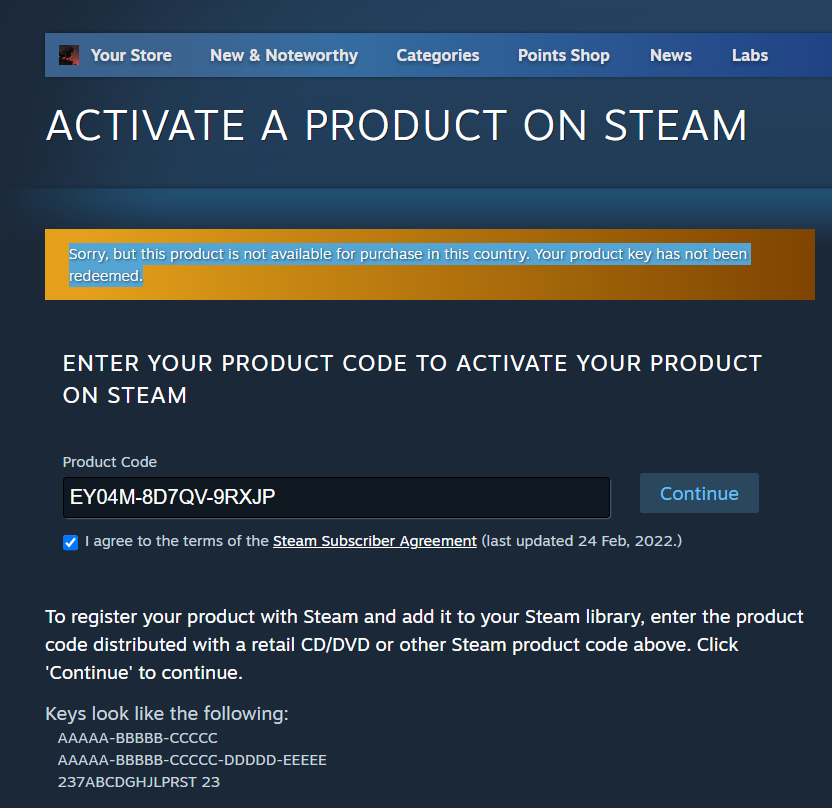 Your Store New & Noteworthy Categories Points Shop News Labs
ACTIVATE A PRODUCT ON STEAM
Sorry, but this product is not available for purchase in this country. Your product key has not been
redeemed.
ENTER YOUR PRODUCT CODE TO ACTIVATE YOUR PRODUCT
ON STEAM
Product Code
EY04M-8D7QV-9RXJP
Continue
I agree to the terms of the Steam Subscriber Agreement (last updated 24 Feb, 2022.)
To register your product with Steam and add it to your Steam library, enter the product
code distributed with a retail CD/DVD or other Steam product code above. Click
'Continue' to continue.
Keys look like the following:
AAAAA-BBBBB-CCCCC
AAAAA-BBBBB-CCCCC-DDDDD-EEEEE
237ABCDGHJLPRST 23